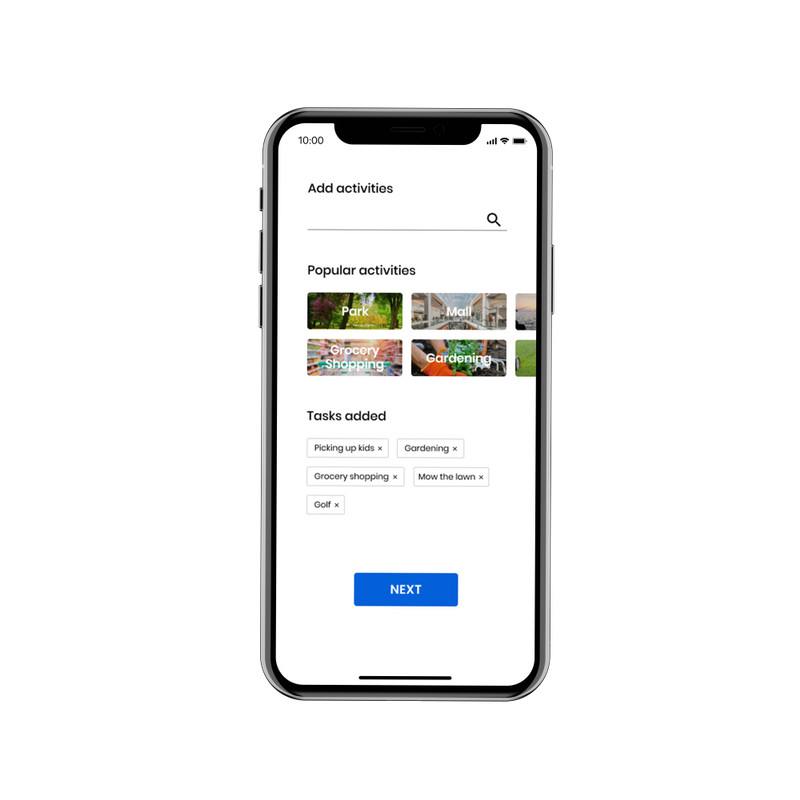 10:00
Add activities
Popular activities
Park
Mall
Grocery
Shopping
Gardening
Tasks added
Picking up kids ×
Gardening ×
Grocery shopping ×
Mow the lawn ×
Golf ×
NEXT